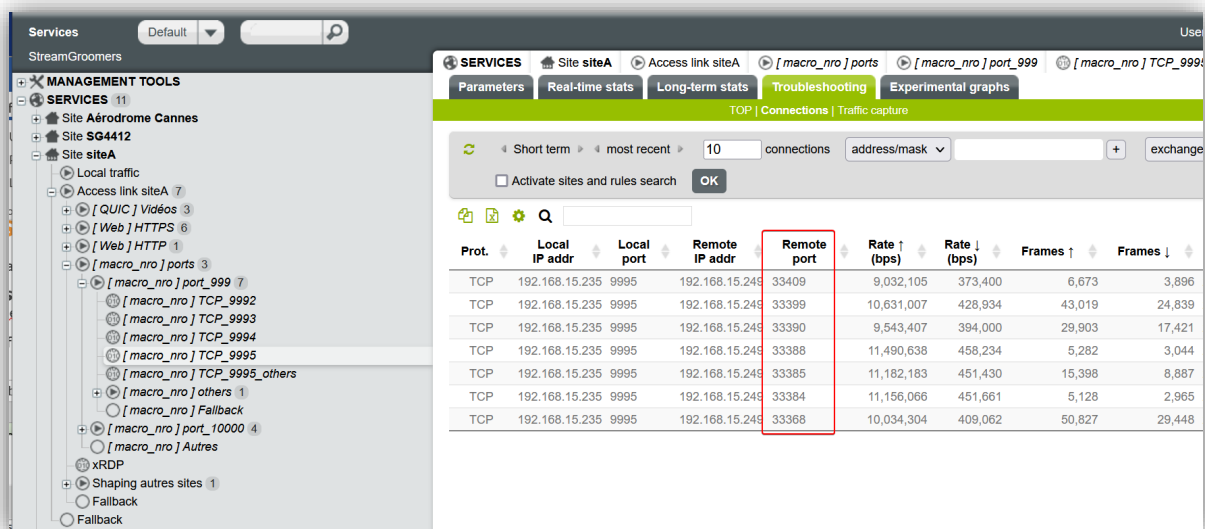 Services
Default
User
StreamGroomers
MANAGEMENT TOOLS
SERVICES 11
Site Aérodrome Cannes
Site SG4412
Site siteA
Local traffic
Access link siteA 7
[ QUIC ] Vidéos 3
[ Web ] HTTPS 6
[ Web ] HTTP 1
[ macro_nro ] ports 3
[ macro_nro ] port_999 7
[ macro_nro ] TCP_9992
[ macro_nro ] TCP_9993
[ macro_nro ] TCP_9994
[ macro_nro ] TCP_9995
[ macro_nro ] TCP_9995_others
[ macro_nro ] others 1
[ macro_nro ] Fallback
[ macro_nro ] port_10000 4
[ macro_nro ] Autres
xRDP
Shaping autres sites 1
Fallback
Fallback
SERVICES Site siteA Access link siteA [ macro_nro ] ports [ macro_nro ] port_999 [ macro_nro ] TCP_9995
Parameters Real-time stats Long-term stats Troubleshooting Experimental graphs
TOP | Connections | Traffic capture
Short term most recent 10 connections address/mask + exchange
Activate sites and rules search OK
Prot. Local IP addr Local port Remote IP addr Remote port Rate ↑ (bps) Rate ↓ (bps) Frames ↑ Frames ↓
TCP 192.168.15.235 9995 192.168.15.249 33409 9,032,105 373,400 6,673 3,896
TCP 192.168.15.235 9995 192.168.15.249 33399 10,631,007 428,934 43,019 24,839
TCP 192.168.15.235 9995 192.168.15.249 33390 9,543,407 394,000 29,903 17,421
TCP 192.168.15.235 9995 192.168.15.249 33388 11,490,638 458,234 5,282 3,044
TCP 192.168.15.235 9995 192.168.15.249 33385 11,182,183 451,430 15,398 8,887
TCP 192.168.15.235 9995 192.168.15.249 33384 11,156,066 451,661 5,128 2,965
TCP 192.168.15.235 9995 192.168.15.249 33368 10,034,304 409,062 50,827 29,448